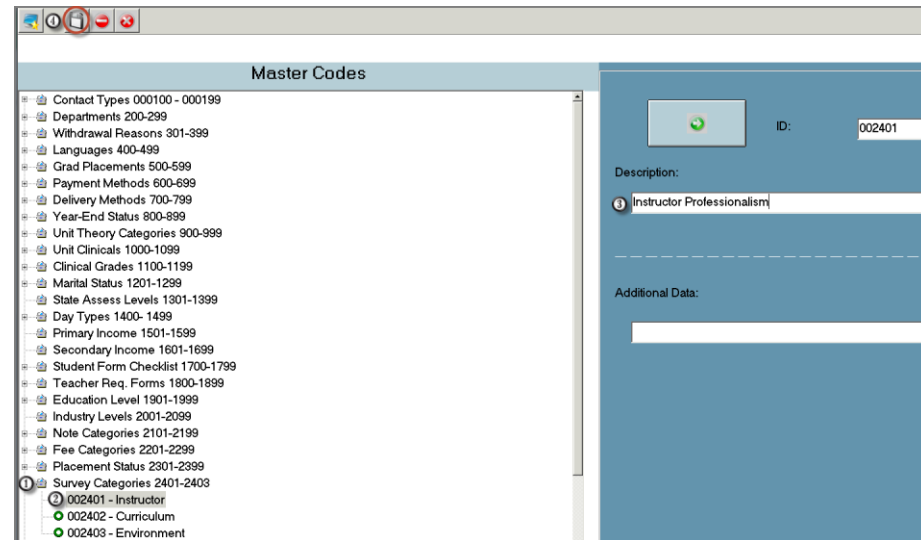 4
Master Codes
Contact Types 000100 - 000199
Departments 200-299
Withdrawal Reasons 301-399
Languages 400-499
Grad Placements 500-599
Payment Methods 600-699
Delivery Methods 700-799
Year-End Status 800-899
Unit Theory Categories 900-999
Unit Clinicals 1000-1099
Clinical Grades 1100-1199
Marital Status 1201-1299
State Assess Levels 1301-1399
Day Types 1400- 1499
Primary Income 1501-1599
Secondary Income 1601-1699
Student Form Checklist 1700-1799
Teacher Req. Forms 1800-1899
Education Level 1901-1999
Industry Levels 2001-2099
Note Categories 2101-2199
Fee Categories 2201-2299
Placement Status 2301-2399
1 Survey Categories 2401-2403
2 002401 - Instructor
002402 - Curriculum
002403 - Environment
ID: 002401
Description:
3 Instructor Professionalism
Additional Data: